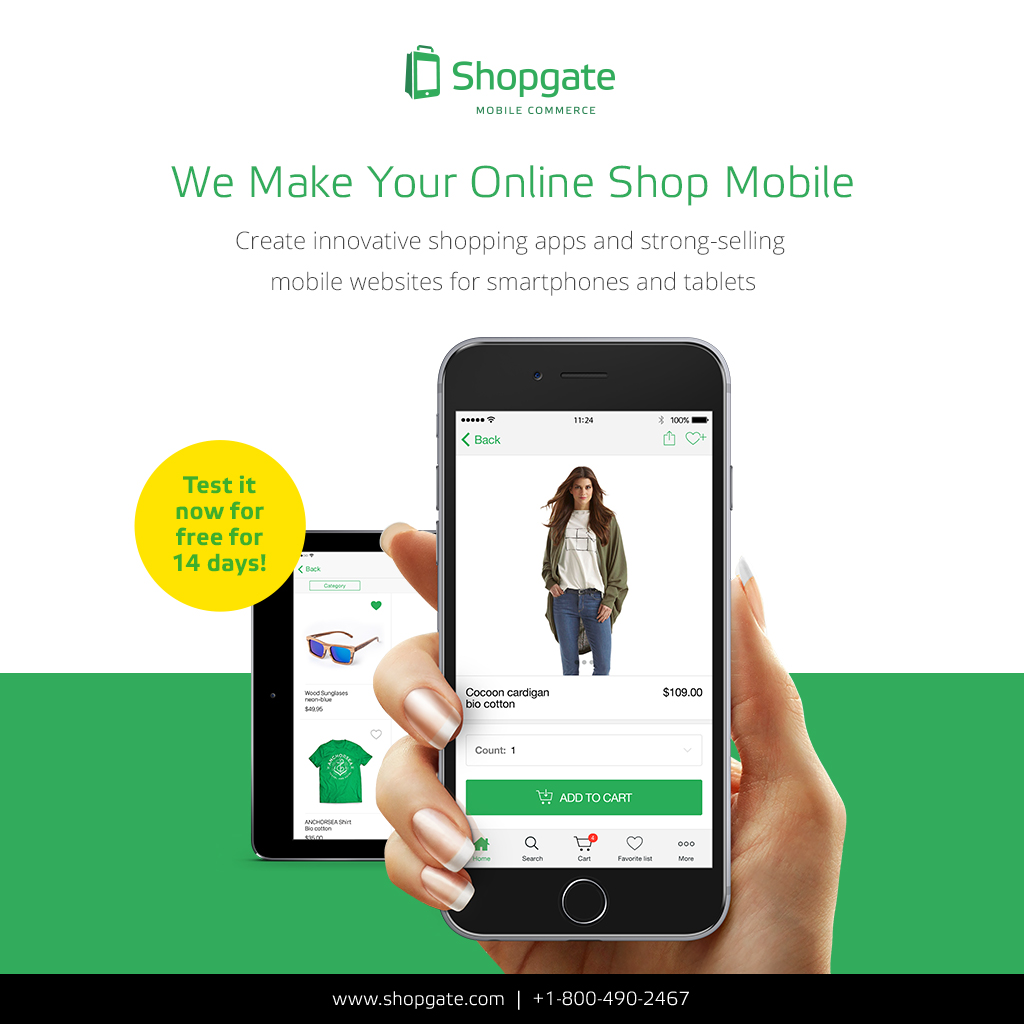 Shopgate
MOBILE COMMERCE
We Make Your Online Shop Mobile
Create innovative shopping apps and strong-selling
mobile websites for smartphones and tablets
Test it
now for
free for
14 days!
Back
Category
Wood Sunglasses
neon-blue
$49,95
ANCHORSEA
ANCHORSEA Shirt
Bio cotton
$35.00
11:24
100%
Back
Cocoon cardigan
bio cotton
$109.00
Count: 1
ADD TO CART
4
Home
Search
Cart
Favorite list
More
www.shopgate.com | +1-800-490-2467